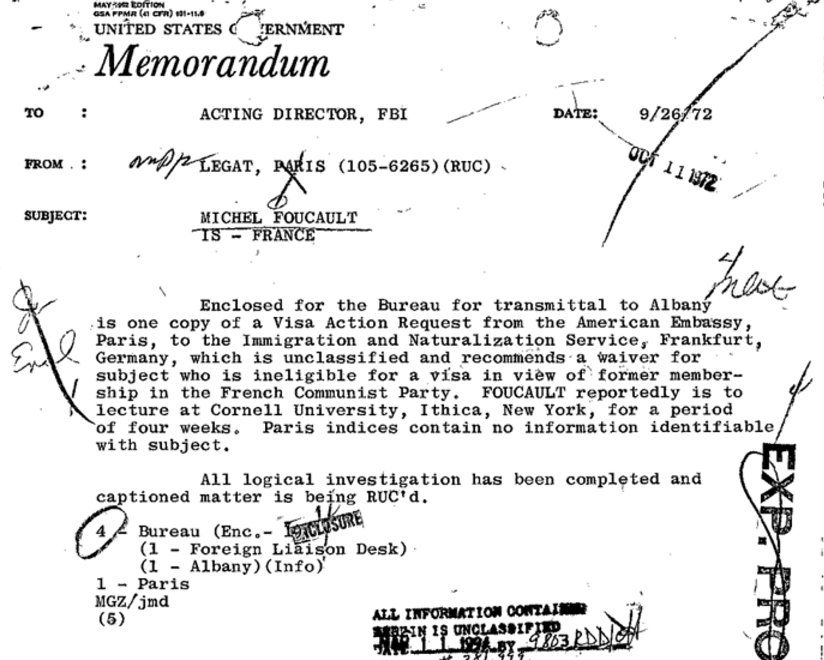 MAY 1962 EDITION
GSA FPMR (41 CFR) 101-11.6
UNITED STATES G ERNMENT
Memorandum
TO : ACTING DIRECTOR, FBI DATE: 9/26/72
OCT 11 1972
FROM : LEGAT, PARIS (105-6265)(RUC)
SUBJECT: MICHEL FOUCAULT
IS - FRANCE
Enclosed for the Bureau for transmittal to Albany
is one copy of a Visa Action Request from the American Embassy,
Paris, to the Immigration and Naturalization Service, Frankfurt,
Germany, which is unclassified and recommends a waiver for
subject who is ineligible for a visa in view of former member-
ship in the French Communist Party. FOUCAULT reportedly is to
lecture at Cornell University, Ithica, New York, for a period
of four weeks. Paris indices contain no information identifiable
with subject.
All logical investigation has been completed and
captioned matter is being RUC'd.
4 - Bureau (Enc.- ENCLOSURE
(1 - Foreign Liaison Desk)
(1 - Albany)(Info)
1 - Paris
MGZ/jmd
(5)
EXP. PRO
ALL INFORMATION CONTAINED
HEREIN IS UNCLASSIFIED
DATE MAR 11 1994 BY 9803 RDD